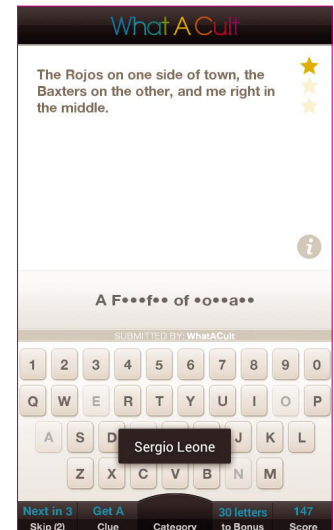 What A Cult
The Rojos on one side of town, the
Baxters on the other, and me right in
the middle.
i
A F•••f•• of •o••a••
SUBMITTED BY: WhatACult
1 2 3 4 5 6 7 8 9 0
Q W E R T Y U I O P
A S D J K L
Sergio Leone
Z X C V B N M
Next in 3 Get A 30 letters 147
Skip (2) Clue Category to Bonus Score